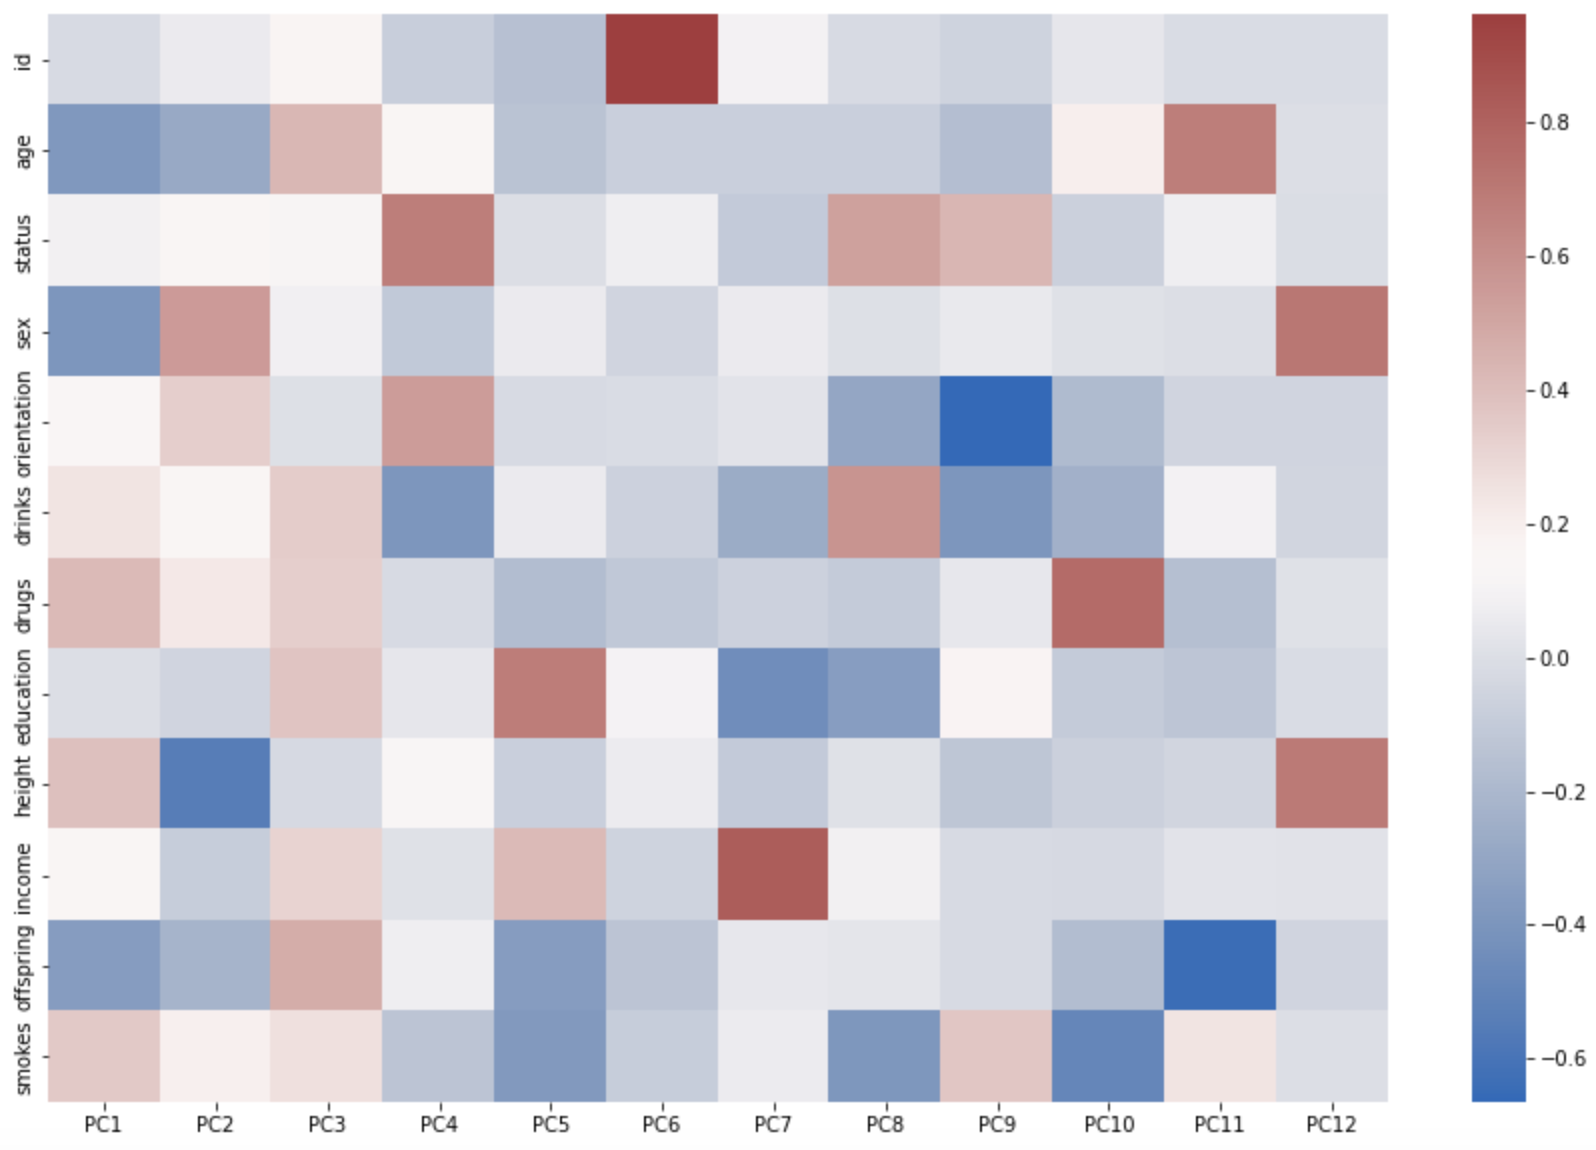 id
age
status
sex
orientation
drinks
drugs
education
height
income
offspring
smokes
PC1 PC2 PC3 PC4 PC5 PC6 PC7 PC8 PC9 PC10 PC11 PC12
0.8
0.6
0.4
0.2
0.0
−0.2
−0.4
−0.6